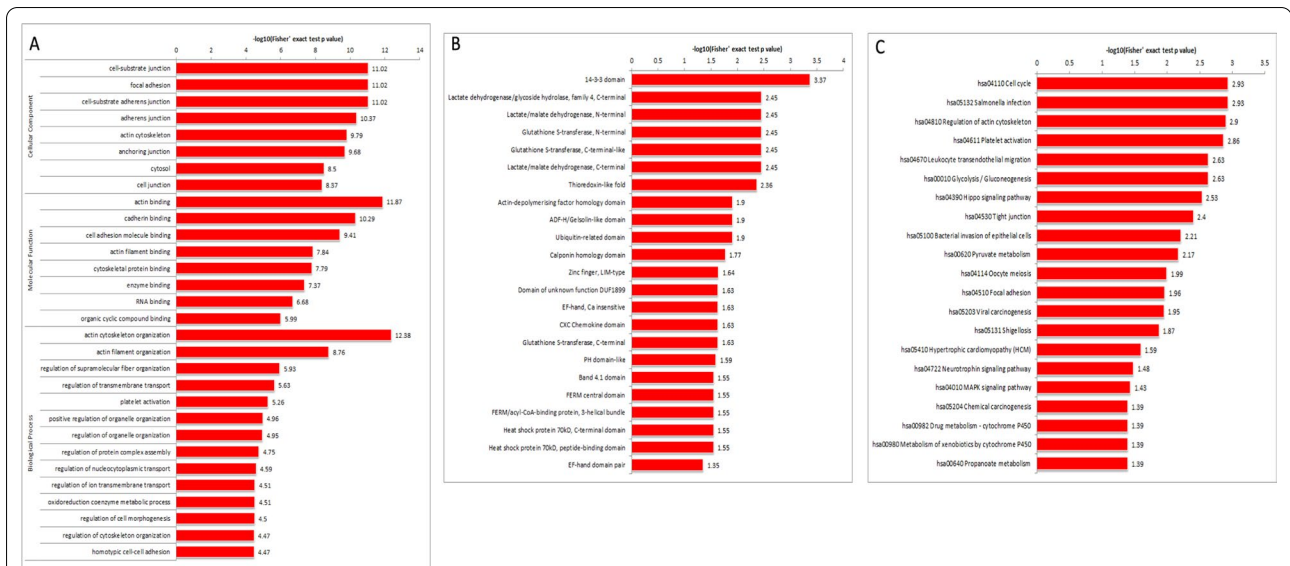 A
-log10(Fisher' exact test p value)
0 2 4 6 8 10 12 14
Cellular Component
cell-substrate junction 11.02
focal adhesion 11.02
cell-substrate adherens junction 11.02
adherens junction 10.37
actin cytoskeleton 9.79
anchoring junction 9.68
cytosol 8.5
cell junction 8.37
Molecular Function
actin binding 11.87
cadherin binding 10.29
cell adhesion molecule binding 9.41
actin filament binding 7.84
cytoskeletal protein binding 7.79
enzyme binding 7.37
RNA binding 6.68
organic cyclic compound binding 5.99
Biological Process
actin cytoskeleton organization 12.38
actin filament organization 8.76
regulation of supramolecular fiber organization 5.93
regulation of transmembrane transport 5.63
platelet activation 5.26
positive regulation of organelle organization 4.96
regulation of organelle organization 4.95
regulation of protein complex assembly 4.75
regulation of nucleocytoplasmic transport 4.59
regulation of ion transmembrane transport 4.51
oxidoreduction coenzyme metabolic process 4.51
regulation of cell morphogenesis 4.5
regulation of cytoskeleton organization 4.47
homotypic cell-cell adhesion 4.47
B
-log10(Fisher' exact test p value)
0 0.5 1 1.5 2 2.5 3 3.5 4
14-3-3 domain 3.37
Lactate dehydrogenase/glycoside hydrolase, family 4, C-terminal 2.45
Lactate/malate dehydrogenase, N-terminal 2.45
Glutathione S-transferase, N-terminal 2.45
Glutathione S-transferase, C-terminal-like 2.45
Lactate/malate dehydrogenase, C-terminal 2.45
Thioredoxin-like fold 2.36
Actin-depolymerising factor homology domain 1.9
ADF-H/Gelsolin-like domain 1.9
Ubiquitin-related domain 1.9
Calponin homology domain 1.77
Zinc finger, LIM-type 1.64
Domain of unknown function DUF1899 1.63
EF-hand, Ca insensitive 1.63
CXC Chemokine domain 1.63
Glutathione S-transferase, C-terminal 1.63
PH domain-like 1.59
Band 4.1 domain 1.55
FERM central domain 1.55
FERM/acyl-CoA-binding protein, 3-helical bundle 1.55
Heat shock protein 70kD, C-terminal domain 1.55
Heat shock protein 70kD, peptide-binding domain 1.55
EF-hand domain pair 1.35
C
-log10(Fisher' exact test p value)
0 0.5 1 1.5 2 2.5 3 3.5
hsa04110 Cell cycle 2.93
hsa05132 Salmonella infection 2.93
hsa04810 Regulation of actin cytoskeleton 2.9
hsa04611 Platelet activation 2.86
hsa04670 Leukocyte transendothelial migration 2.63
hsa00010 Glycolysis / Gluconeogenesis 2.63
hsa04390 Hippo signaling pathway 2.53
hsa04530 Tight junction 2.4
hsa05100 Bacterial invasion of epithelial cells 2.21
hsa00620 Pyruvate metabolism 2.17
hsa04114 Oocyte meiosis 1.99
hsa04510 Focal adhesion 1.96
hsa05203 Viral carcinogenesis 1.95
hsa05131 Shigellosis 1.87
hsa05410 Hypertrophic cardiomyopathy (HCM) 1.59
hsa04722 Neurotrophin signaling pathway 1.48
hsa04010 MAPK signaling pathway 1.43
hsa05204 Chemical carcinogenesis 1.39
hsa00982 Drug metabolism - cytochrome P450 1.39
hsa00980 Metabolism of xenobiotics by cytochrome P450 1.39
hsa00640 Propanoate metabolism 1.39